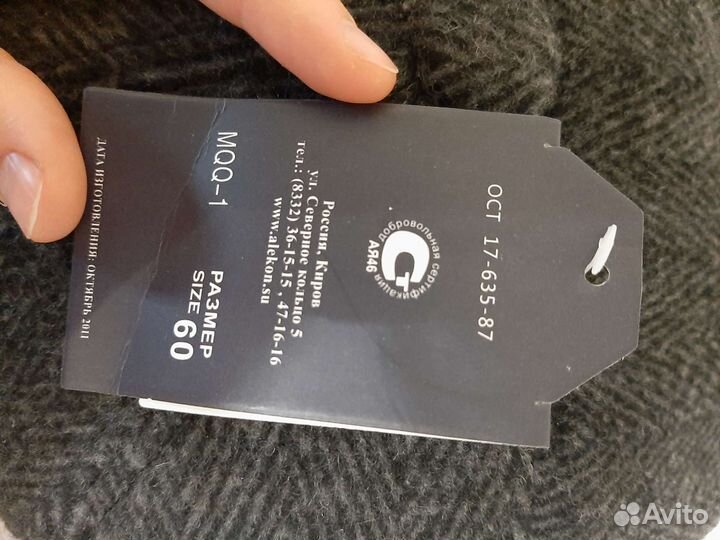 ОСТ 17-635-87
добровольная сертификация
АЯ46
Россия, Киров
ул. Северное кольцо 5
тел.: (8332) 36-15-15 , 47-16-16
www.alekon.su
MQQ-1
РАЗМЕР
SIZE 60
ДАТА ИЗГОТОВЛЕНИЯ: ОКТЯБРЬ 2011
Avito